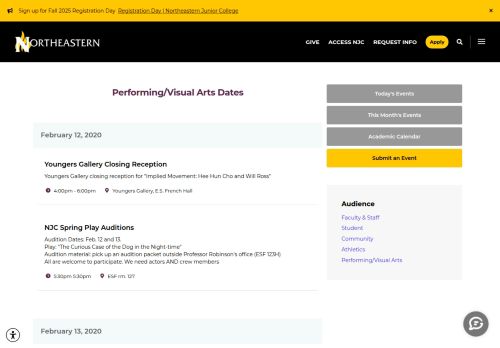 Sign up for Fall 2025 Registration Day Registration Day | Northeastern Junior College ×
NORTHEASTERN
GIVE ACCESS NJC REQUEST INFO Apply
Performing/Visual Arts Dates
February 12, 2020
Youngers Gallery Closing Reception
Youngers Gallery closing reception for "Implied Movement: Hee Hun Cho and Will Ross"
4:00pm - 6:00pm Youngers Gallery, E.S. French Hall
NJC Spring Play Auditions
Audition Dates: Feb. 12 and 13.
Play: "The Curious Case of the Dog in the Night-time"
Audition material: pick up an audition packet outside Professor Robinson's office (ESF 123H)
All are welcome to participate. We need actors AND crew members
5:30pm 5:30pm ESF rm. 127
February 13, 2020
Today's Events
This Month's Events
Academic Calendar
Submit an Event
Audience
Faculty & Staff
Student
Community
Athletics
Performing/Visual Arts